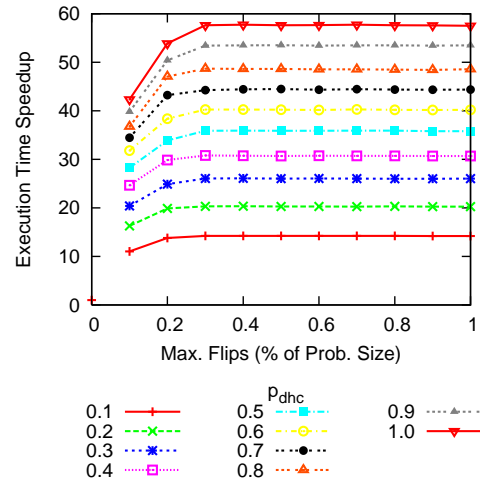 60
50
40
30
20
10
0
Execution Time Speedup
0 0.2 0.4 0.6 0.8 1
Max. Flips (% of Prob. Size)
p_dhc
0.1 0.5 0.9
0.2 0.6 1.0
0.3 0.7
0.4 0.8